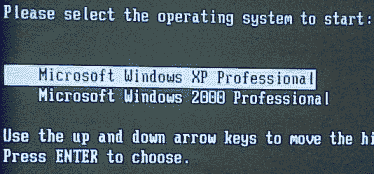 Please select the operating system to start:
Microsoft Windows XP Professional
Microsoft Windows 2000 Professional
Use the up and down arrow keys to move the hi
Press ENTER to choose.